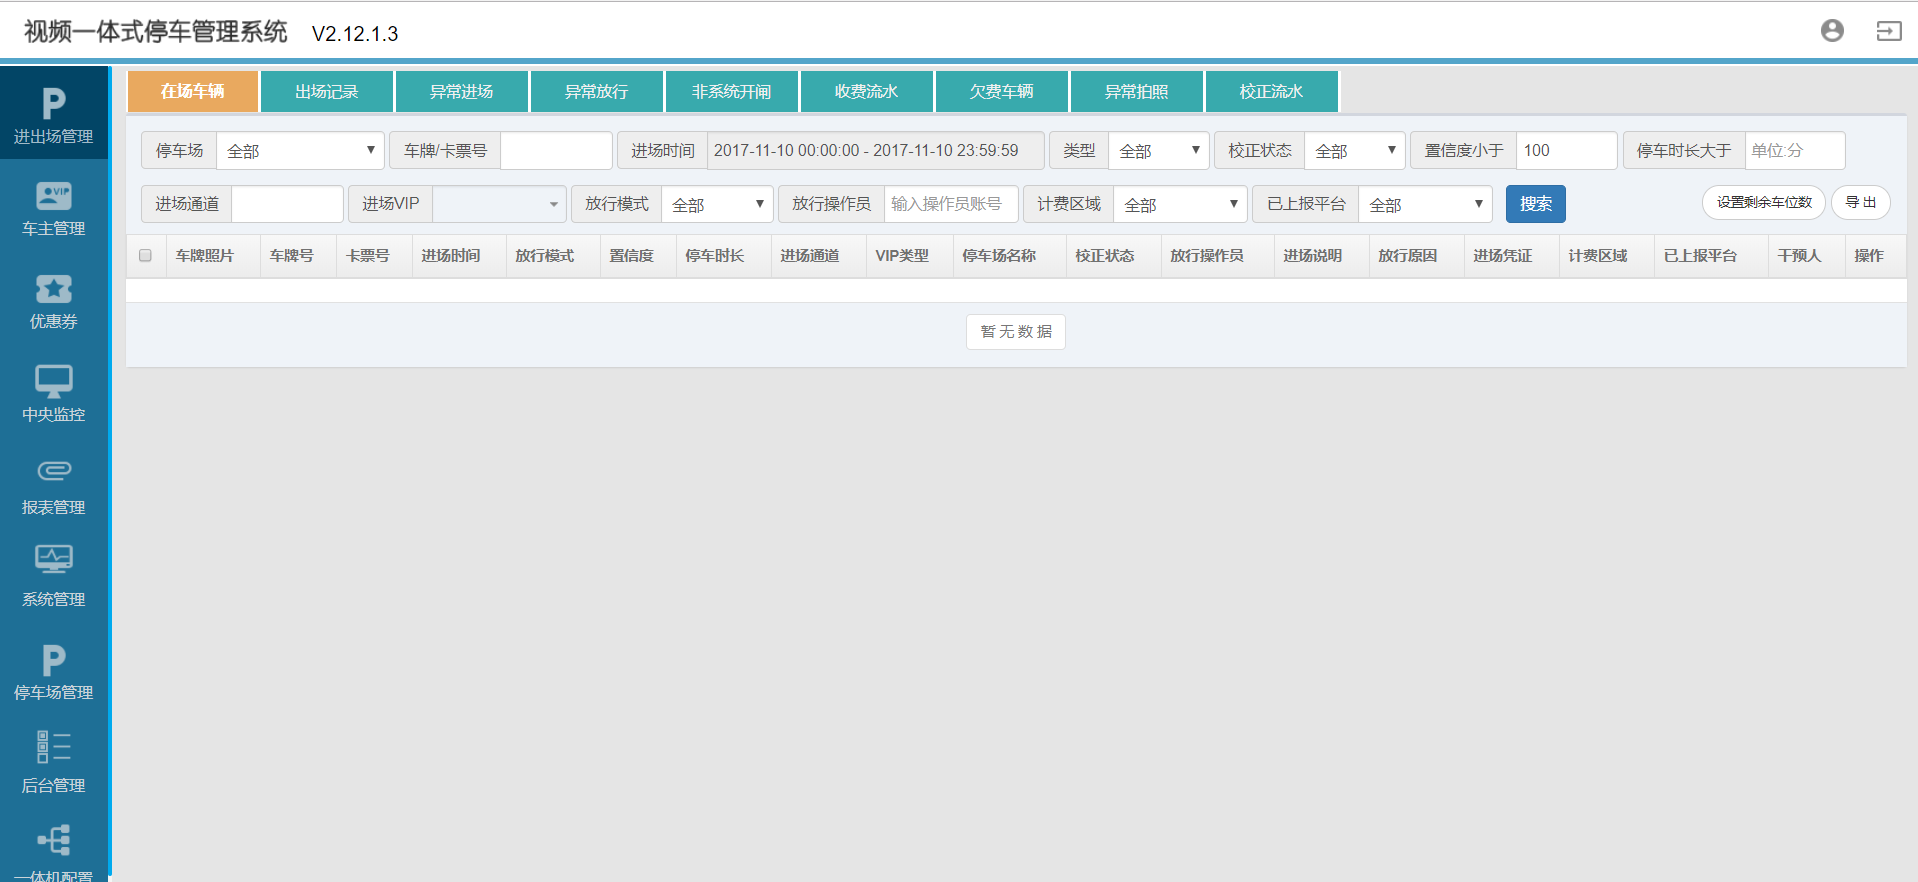 视频一体式停车管理系统 V2.12.1.3
进出场管理
车主管理
优惠券
中央监控
报表管理
系统管理
停车场管理
后台管理
一体机配置
在场车辆 出场记录 异常进场 异常放行 非系统开闸 收费流水 欠费车辆 异常拍照 校正流水
停车场 全部 车牌/卡票号 进场时间 2017-11-10 00:00:00 - 2017-11-10 23:59:59 类型 全部 校正状态 全部 置信度小于 100 停车时长大于 单位:分
进场通道 进场VIP 放行模式 全部 放行操作员 输入操作员账号 计费区域 全部 已上报平台 全部 搜索 设置剩余车位数 导 出
车牌照片 车牌号 卡票号 进场时间 放行模式 置信度 停车时长 进场通道 VIP类型 停车场名称 校正状态 放行操作员 进场说明 放行原因 进场凭证 计费区域 已上报平台 干预人 操作
暂 无 数 据